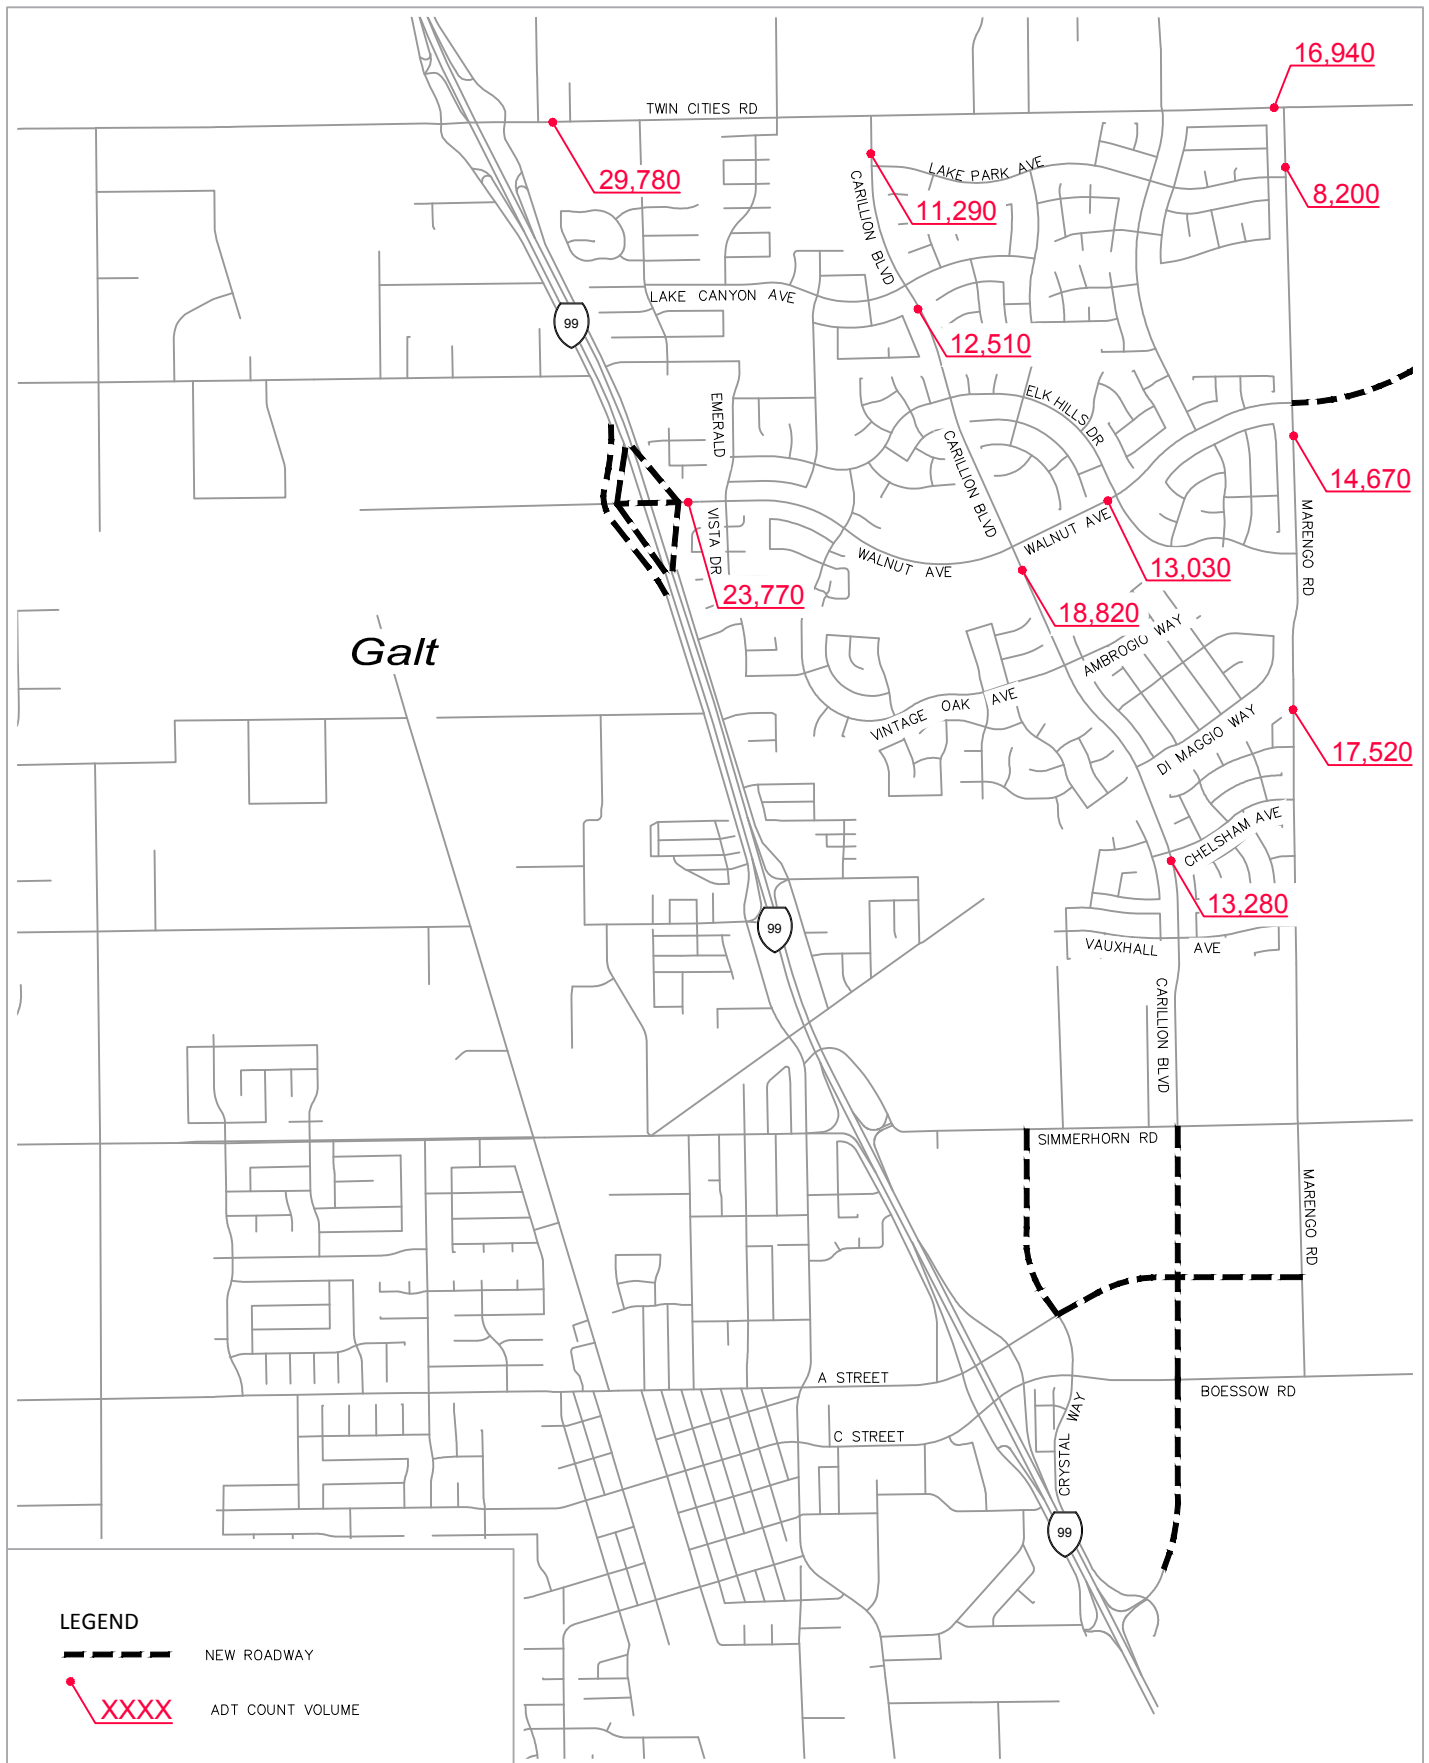 16,940
TWIN CITIES RD
29,780
LAKE PARK AVE
8,200
CARILLION BLVD
11,290
LAKE CANYON AVE
99
12,510
EMERALD
VISTA DR
ELK HILLS DR
CARILLION BLVD
14,670
MARENGO RD
WALNUT AVE
WALNUT AVE
13,030
23,770
18,820
Galt
AMBROGIO WAY
VINTAGE OAK AVE
DI MAGGIO WAY
17,520
CHELSHAM AVE
13,280
99
VAUXHALL AVE
CARILLION BLVD
SIMMERHORN RD
MARENGO RD
A STREET
BOESSOW RD
C STREET
CRYSTAL WAY
99
LEGEND
NEW ROADWAY
XXXX ADT COUNT VOLUME